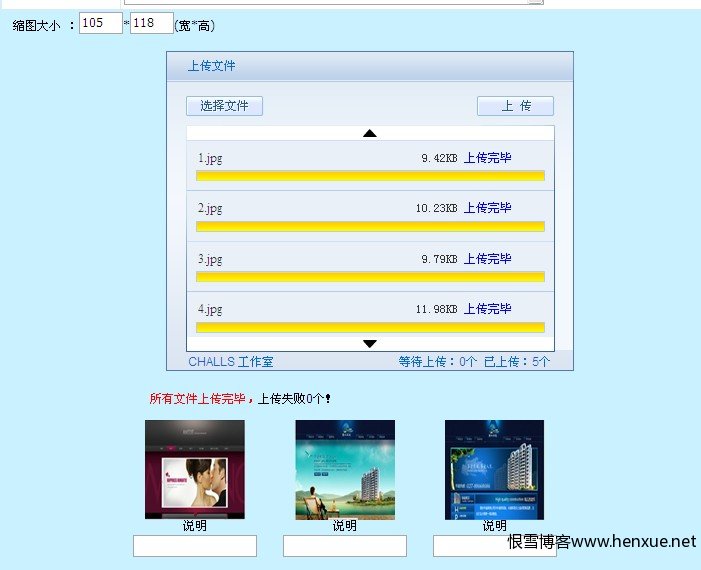 缩图大小 ：105*118(宽*高)
上传文件
选择文件 上 传
1.jpg 9.42KB 上传完毕
2.jpg 10.23KB 上传完毕
3.jpg 9.79KB 上传完毕
4.jpg 11.98KB 上传完毕
CHALLS 工作室 等待上传：0个 已上传：5个
所有文件上传完毕，上传失败0个！
说明 说明 说明
恨雪博客www.henxue.net